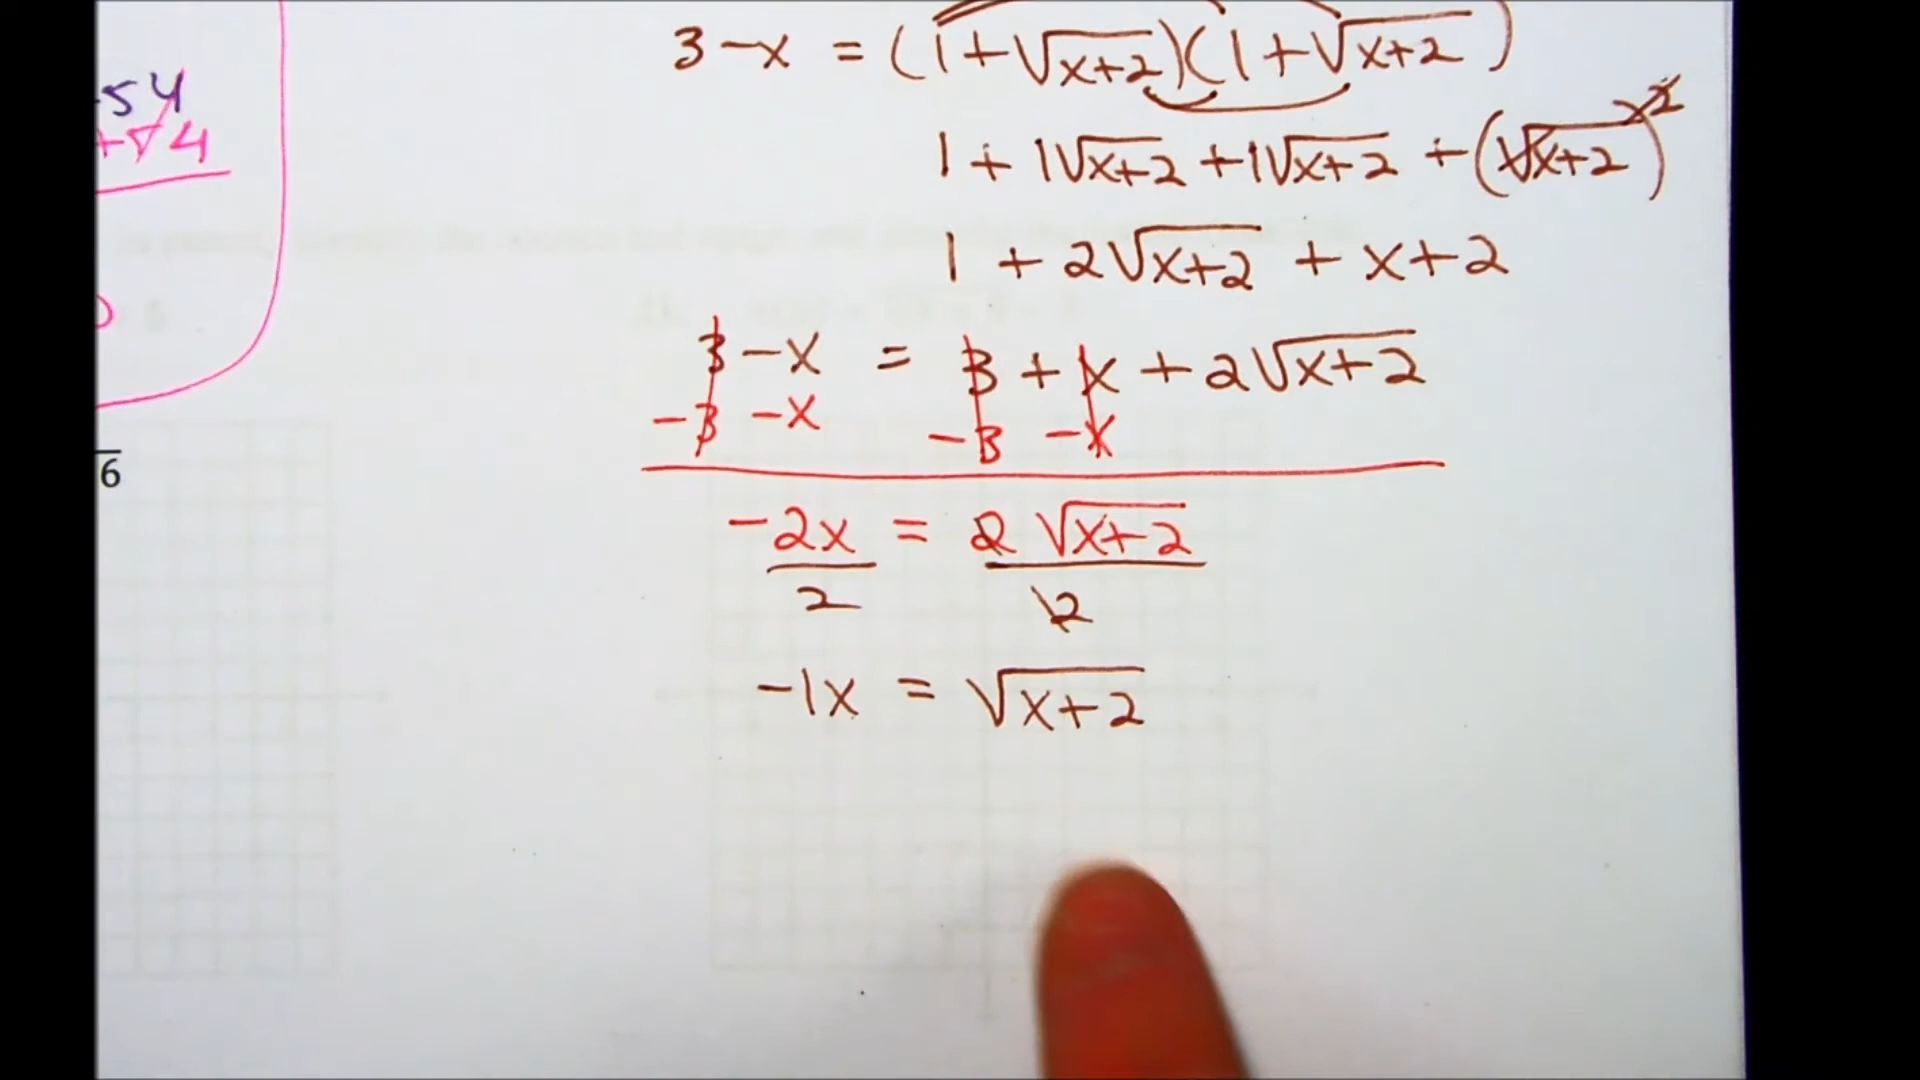 3 - x = (1 + √x+2)(1 + √x+2)
54
+√4
1 + 1√x+2 + 1√x+2 + (√x+2)²
1 + 2√x+2 + x + 2
3 - x = 3 + x + 2√x+2
-3 -x -3 -x
6
-2x = 2√x+2
2 2
-1x = √x+2